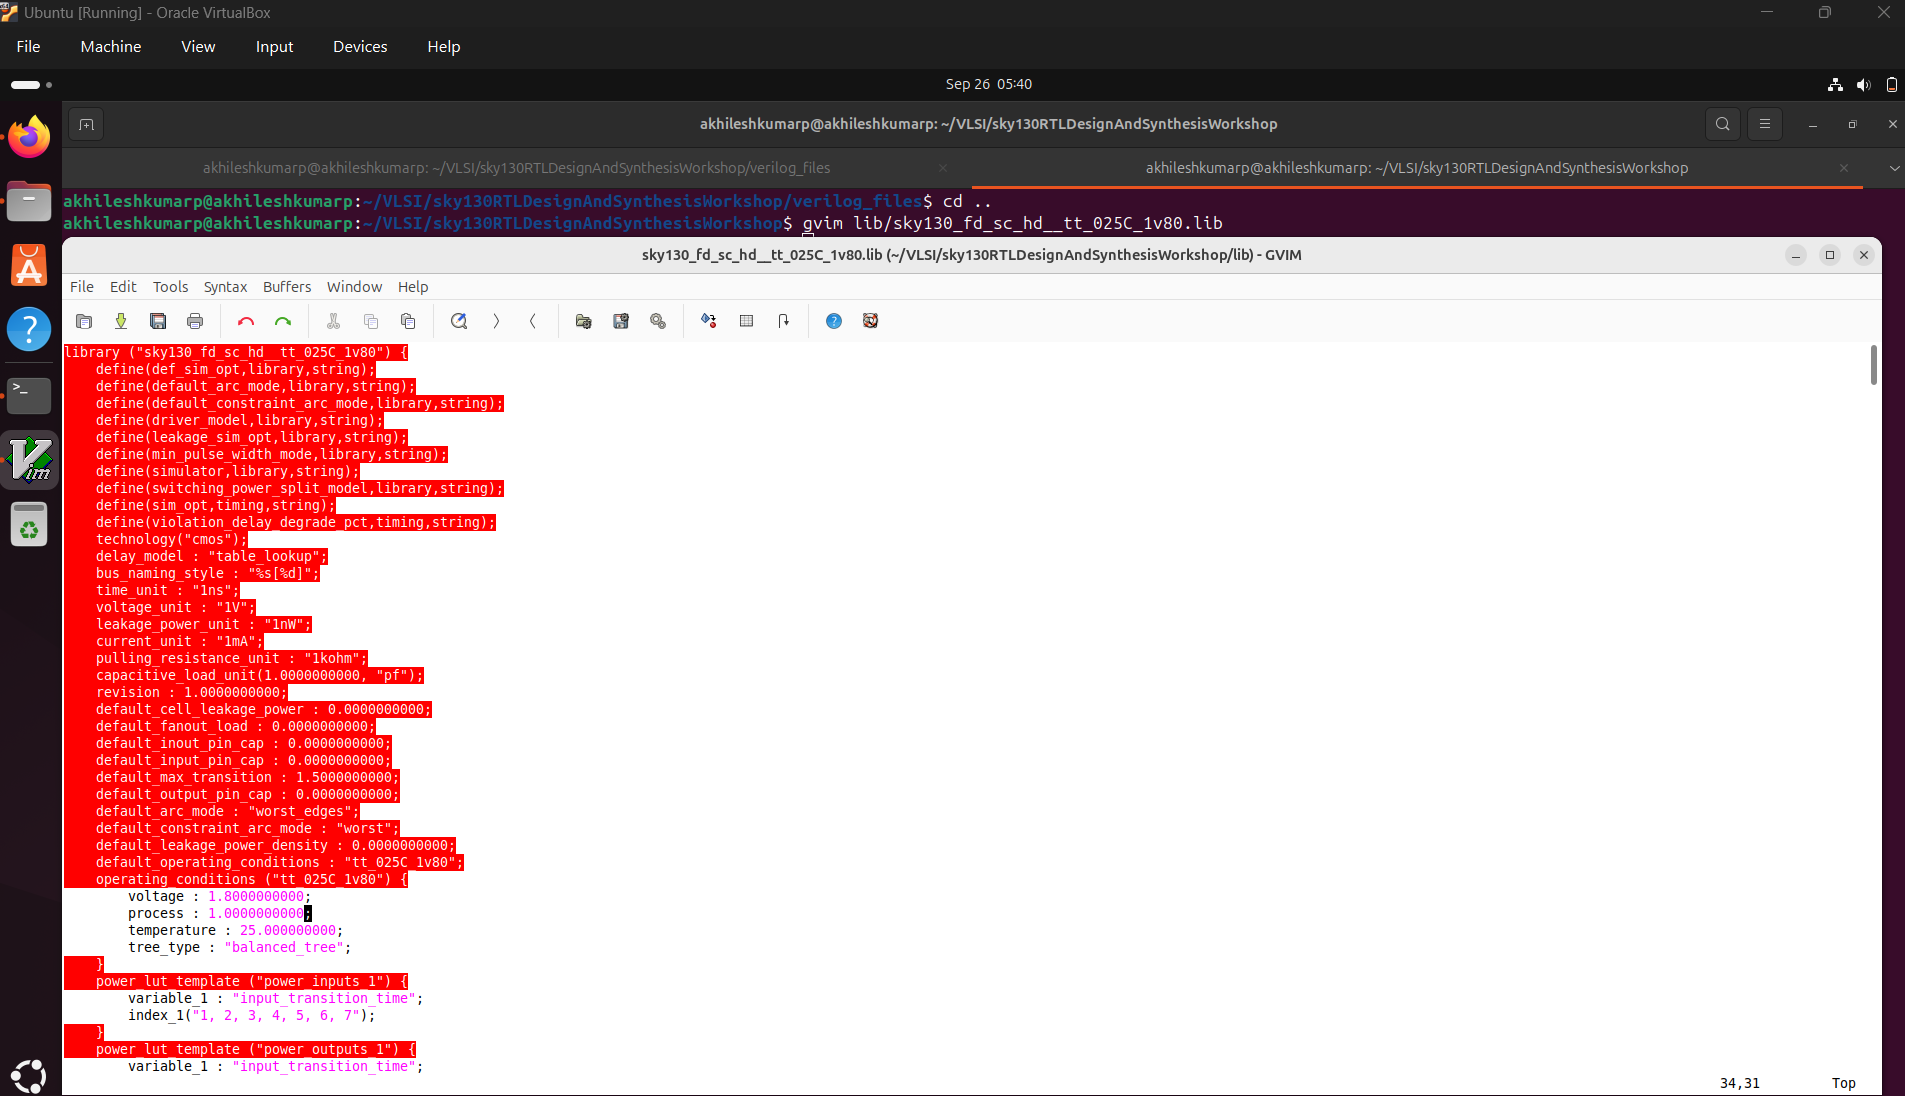 Ubuntu [Running] - Oracle VirtualBox
File Machine View Input Devices Help
Sep 26 05:40
akhileshkumarp@akhileshkumarp: ~/VLSI/sky130RTLDesignAndSynthesisWorkshop
akhileshkumarp@akhileshkumarp: ~/VLSI/sky130RTLDesignAndSynthesisWorkshop/verilog_files akhileshkumarp@akhileshkumarp: ~/VLSI/sky130RTLDesignAndSynthesisWorkshop
akhileshkumarp@akhileshkumarp:~/VLSI/sky130RTLDesignAndSynthesisWorkshop/verilog_files$ cd ..
akhileshkumarp@akhileshkumarp:~/VLSI/sky130RTLDesignAndSynthesisWorkshop$ gvim lib/sky130_fd_sc_hd__tt_025C_1v80.lib
sky130_fd_sc_hd__tt_025C_1v80.lib (~/VLSI/sky130RTLDesignAndSynthesisWorkshop/lib) - GVIM
File Edit Tools Syntax Buffers Window Help
library ("sky130_fd_sc_hd__tt_025C_1v80") {
    define(def_sim_opt,library,string);
    define(default_arc_mode,library,string);
    define(default_constraint_arc_mode,library,string);
    define(driver_model,library,string);
    define(leakage_sim_opt,library,string);
    define(min_pulse_width_mode,library,string);
    define(simulator,library,string);
    define(switching_power_split_model,library,string);
    define(sim_opt,timing,string);
    define(violation_delay_degrade_pct,timing,string);
    technology("cmos");
    delay_model : "table_lookup";
    bus_naming_style : "%s[%d]";
    time_unit : "1ns";
    voltage_unit : "1V";
    leakage_power_unit : "1nW";
    current_unit : "1mA";
    pulling_resistance_unit : "1kohm";
    capacitive_load_unit(1.0000000000, "pf");
    revision : 1.0000000000;
    default_cell_leakage_power : 0.0000000000;
    default_fanout_load : 0.0000000000;
    default_inout_pin_cap : 0.0000000000;
    default_input_pin_cap : 0.0000000000;
    default_max_transition : 1.5000000000;
    default_output_pin_cap : 0.0000000000;
    default_arc_mode : "worst_edges";
    default_constraint_arc_mode : "worst";
    default_leakage_power_density : 0.0000000000;
    default_operating_conditions : "tt_025C_1v80";
    operating_conditions ("tt_025C_1v80") {
        voltage : 1.8000000000;
        process : 1.0000000000;
        temperature : 25.000000000;
        tree_type : "balanced_tree";
    }
    power_lut_template ("power_inputs_1") {
        variable_1 : "input_transition_time";
        index_1("1, 2, 3, 4, 5, 6, 7");
    }
    power_lut_template ("power_outputs_1") {
        variable_1 : "input_transition_time";
34,31 Top